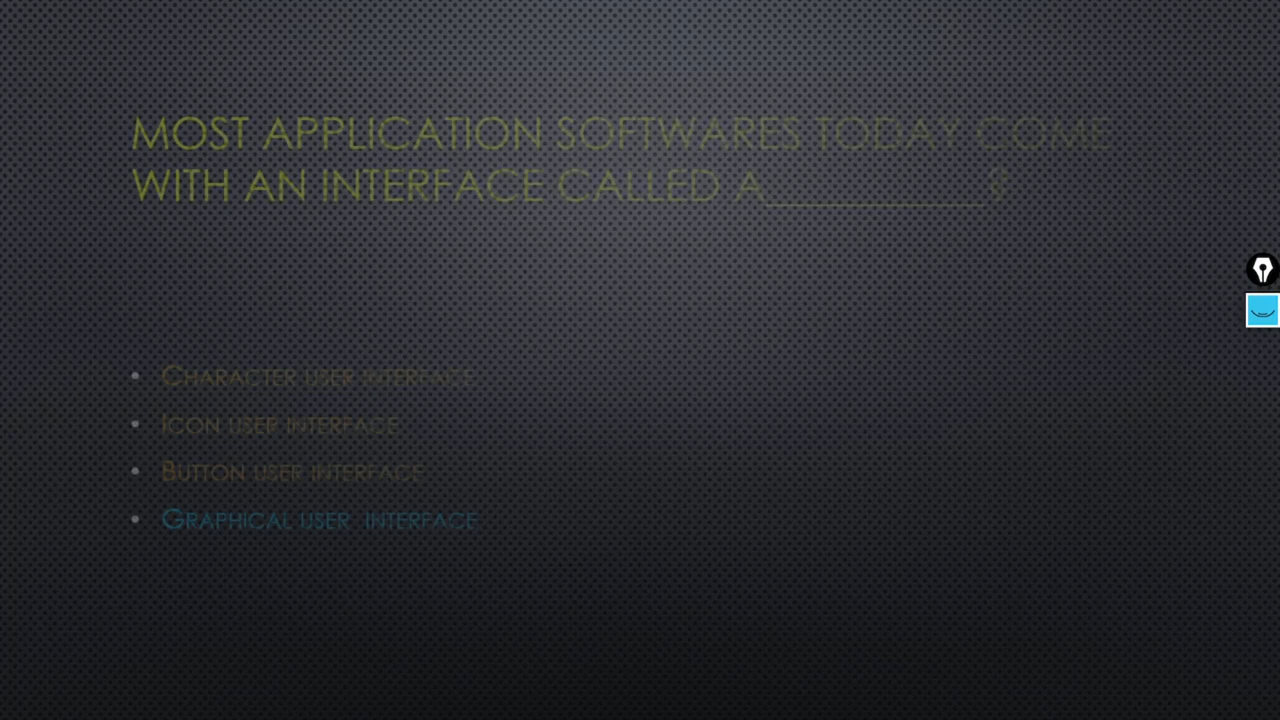 MOST APPLICATION SOFTWARES TODAY COME
WITH AN INTERFACE CALLED A__________ S
• CHARACTER USER INTERFACE
• ICON USER INTERFACE
• BUTTON USER INTERFACE
• GRAPHICAL USER INTERFACE